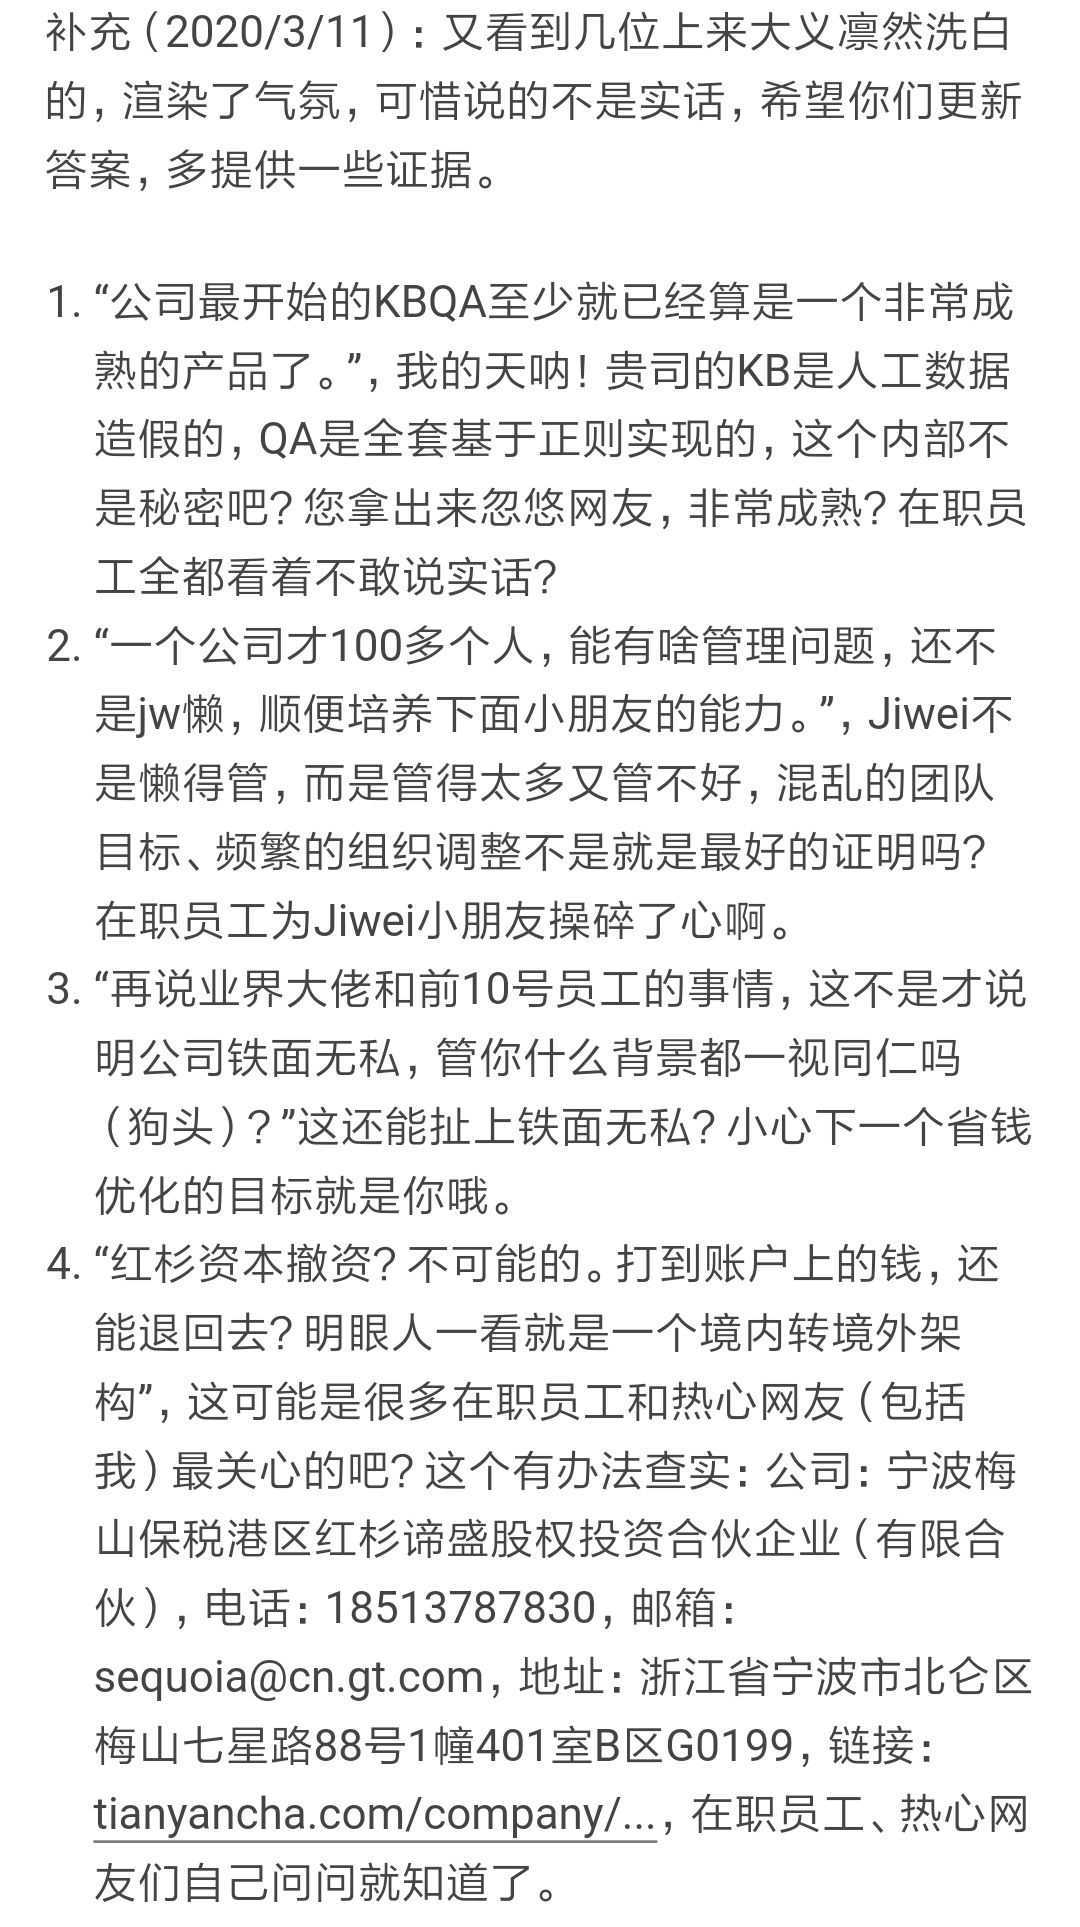 补充（2020/3/11）：又看到几位上来大义凛然洗白
的，渲染了气氛，可惜说的不是实话，希望你们更新
答案，多提供一些证据。
1. “公司最开始的KBQA至少就已经算是一个非常成
熟的产品了。”，我的天呐！贵司的KB是人工数据
造假的，QA是全套基于正则实现的，这个内部不
是秘密吧？您拿出来忽悠网友，非常成熟？在职员
工全都看着不敢说实话？
2. “一个公司才100多个人，能有啥管理问题，还不
是jw懒，顺便培养下面小朋友的能力。”，Jiwei不
是懒得管，而是管得太多又管不好，混乱的团队
目标、频繁的组织调整不是就是最好的证明吗？
在职员工为Jiwei小朋友操碎了心啊。
3. “再说业界大佬和前10号员工的事情，这不是才说
明公司铁面无私，管你什么背景都一视同仁吗
（狗头）？”这还能扯上铁面无私？小心下一个省钱
优化的目标就是你哦。
4. “红杉资本撤资？不可能的。打到账户上的钱，还
能退回去？明眼人一看就是一个境内转境外架
构”，这可能是很多在职员工和热心网友（包括
我）最关心的吧？这个有办法查实：公司：宁波梅
山保税港区红杉谛盛股权投资合伙企业（有限合
伙），电话：18513787830，邮箱：
sequoia@cn.gt.com，地址：浙江省宁波市北仑区
梅山七星路88号1幢401室B区G0199，链接：
tianyancha.com/company/...，在职员工、热心网
友们自己问问就知道了。